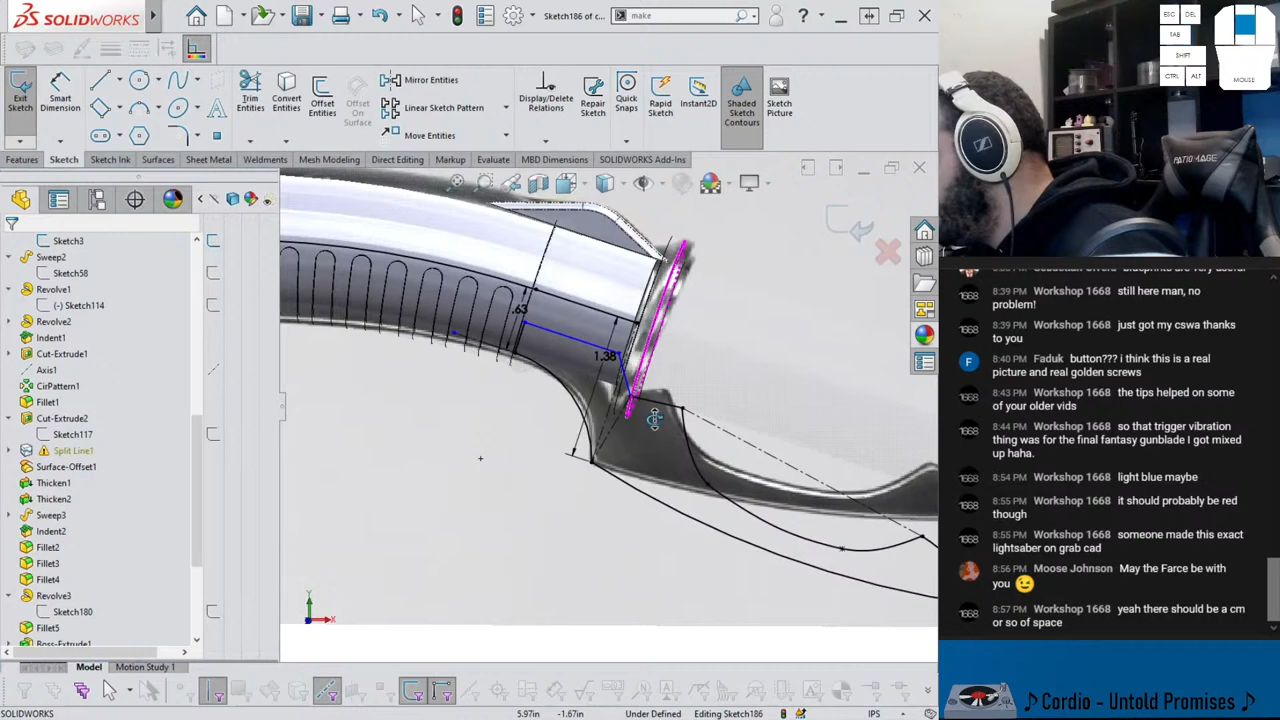 SOLIDWORKS
Sketch186 of c...
make
Exit Sketch
Smart Dimension
Trim Entities
Convert Entities
Offset Entities
Offset On Surface
Mirror Entities
Linear Sketch Pattern
Move Entities
Display/Delete Relations
Repair Sketch
Quick Snaps
Rapid Sketch
Instant2D
Shaded Sketch Contours
Sketch Picture
Features
Sketch
Sketch Ink
Surfaces
Sheet Metal
Weldments
Mesh Modeling
Direct Editing
Markup
Evaluate
MBD Dimensions
SOLIDWORKS Add-Ins
Sketch3
Sweep2
Sketch58
Revolve1
(-) Sketch114
Revolve2
Indent1
Cut-Extrude1
Axis1
CirPattern1
Fillet1
Cut-Extrude2
Sketch117
Split Line1
Surface-Offset1
Thicken1
Thicken2
Sweep3
Indent2
Fillet2
Fillet3
Fillet4
Revolve3
Sketch180
Fillet5
Boss-Extrude1
.63
1.38
Y
X
Model
Motion Study 1
SOLIDWORKS
5.97in
-1.67in
Under Defined
Editing Sketch186
IPS
ESC
DEL
TAB
SHIFT
CTRL
ALT
MOUSE
8:39 PM Workshop 1668 still here man, no
problem!
8:39 PM Workshop 1668 just got my cswa thanks
to you
8:40 PM Faduk button??? i think this is a real
picture and real golden screws
8:43 PM Workshop 1668 the tips helped on some
of your older vids
8:44 PM Workshop 1668 so that trigger vibration
thing was for the final fantasy gunblade I got mixed
up haha.
8:54 PM Workshop 1668 light blue maybe
8:55 PM Workshop 1668 it should probably be red
though
8:55 PM Workshop 1668 someone made this exact
lightsaber on grab cad
8:56 PM Moose Johnson May the Farce be with
you 😉
8:57 PM Workshop 1668 yeah there should be a cm
or so of space
♪ Cordio - Untold Promises ♪